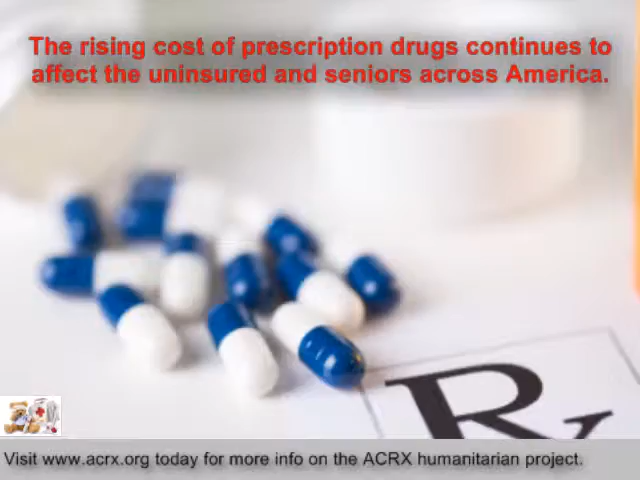 The rising cost of prescription drugs continues to
affect the uninsured and seniors across America.
Rx
Visit www.acrx.org today for more info on the ACRX humanitarian project.